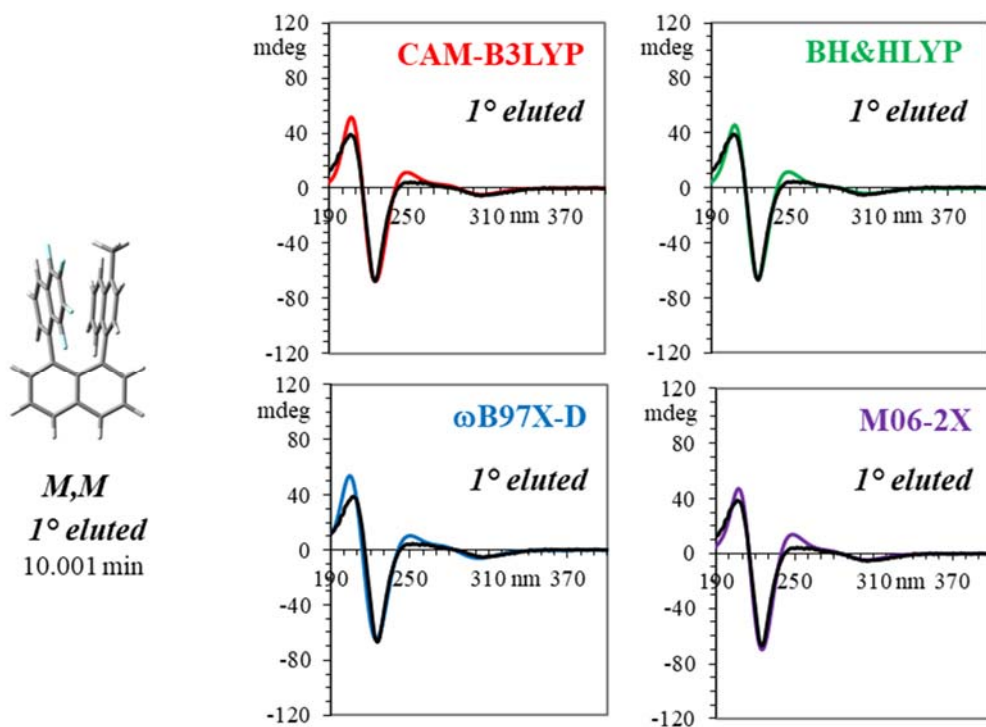 M,M
1° eluted
10.001 min
120
mdeg
80
40
0
-40
-80
-120
190
250
310 nm 370
CAM-B3LYP
1° eluted
120
mdeg
80
40
0
-40
-80
-120
190
250
310 nm 370
BH&HLYP
1° eluted
120
mdeg
80
40
0
-40
-80
-120
190
250
310 nm 370
ωB97X-D
1° eluted
120
mdeg
80
40
0
-40
-80
-120
190
250
310 nm 370
M06-2X
1° eluted